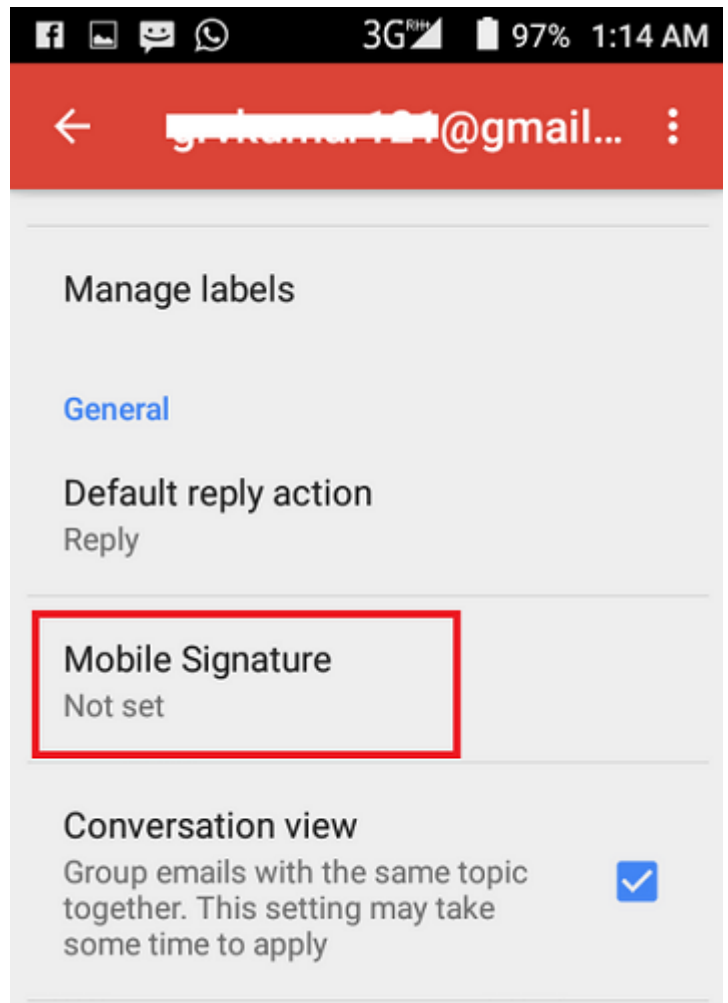 3G 97% 1:14 AM
@gmail...
Manage labels
General
Default reply action
Reply
Mobile Signature
Not set
Conversation view
Group emails with the same topic
together. This setting may take
some time to apply